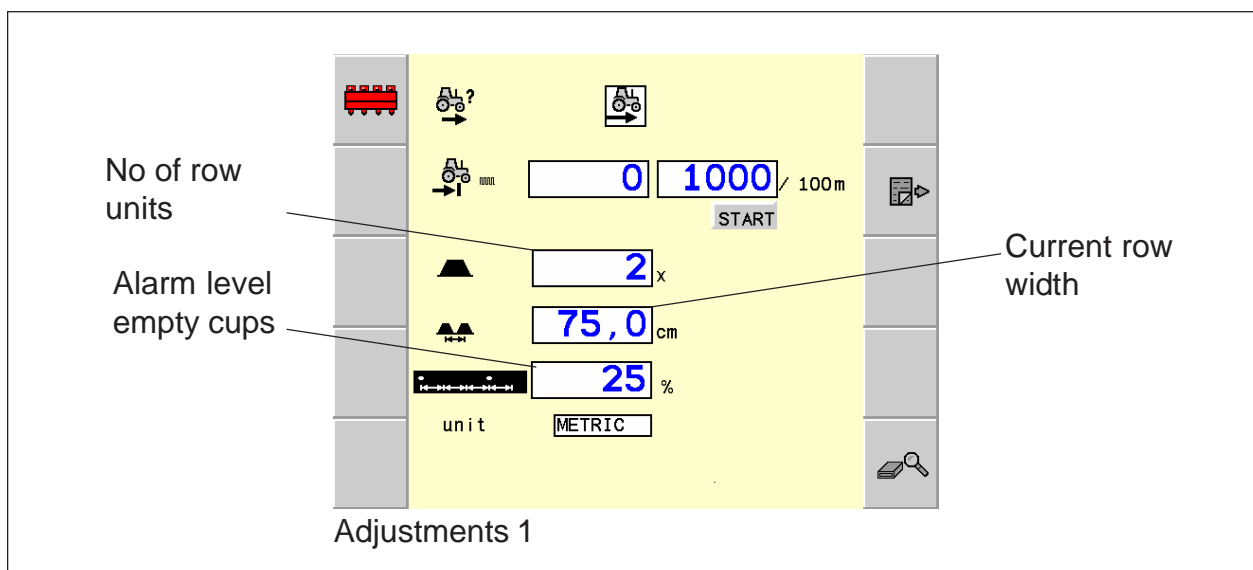 ?
0 1000 / 100m
START
No of row
units
2 x
Current row
width
Alarm level
empty cups
75,0 cm
25 %
unit METRIC
Adjustments 1